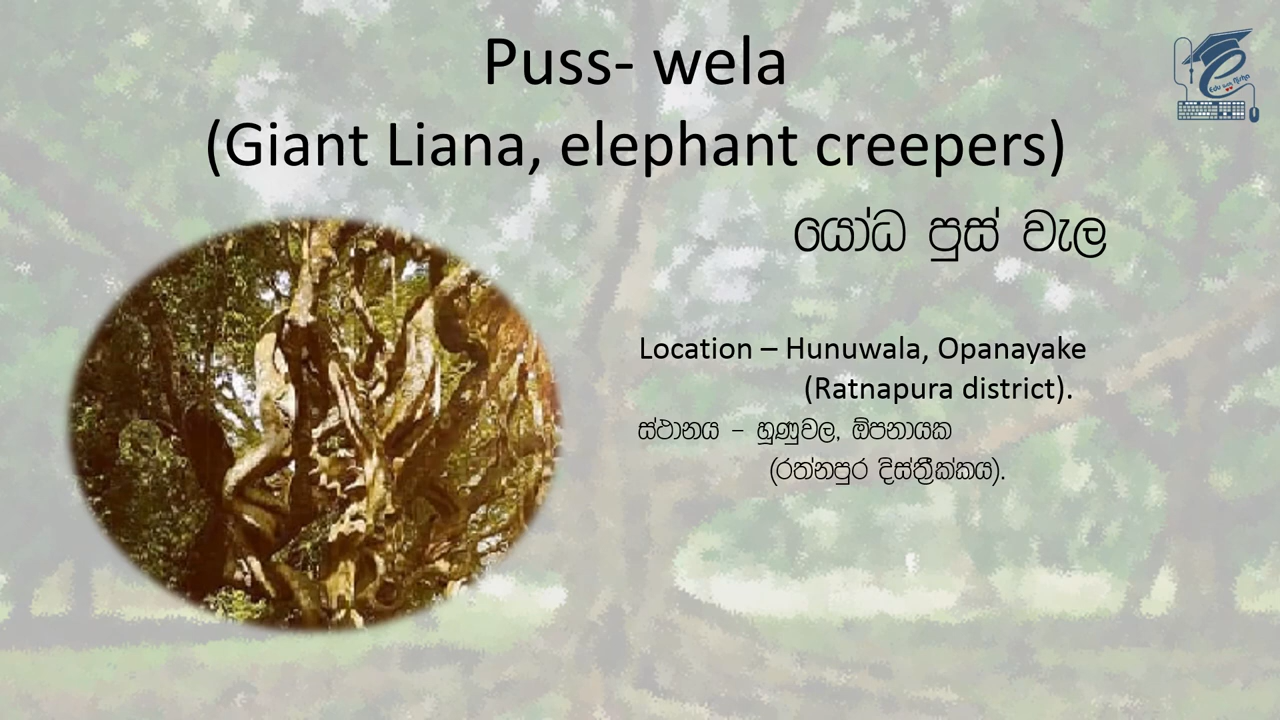 Puss- wela
(Giant Liana, elephant creepers)
යෝධ පුස් වැල
Location – Hunuwala, Opanayake
(Ratnapura district).
ස්ථානය – හූණුවල, ඕපනායක
(රත්නපුර දිස්ත්‍රීක්කය).